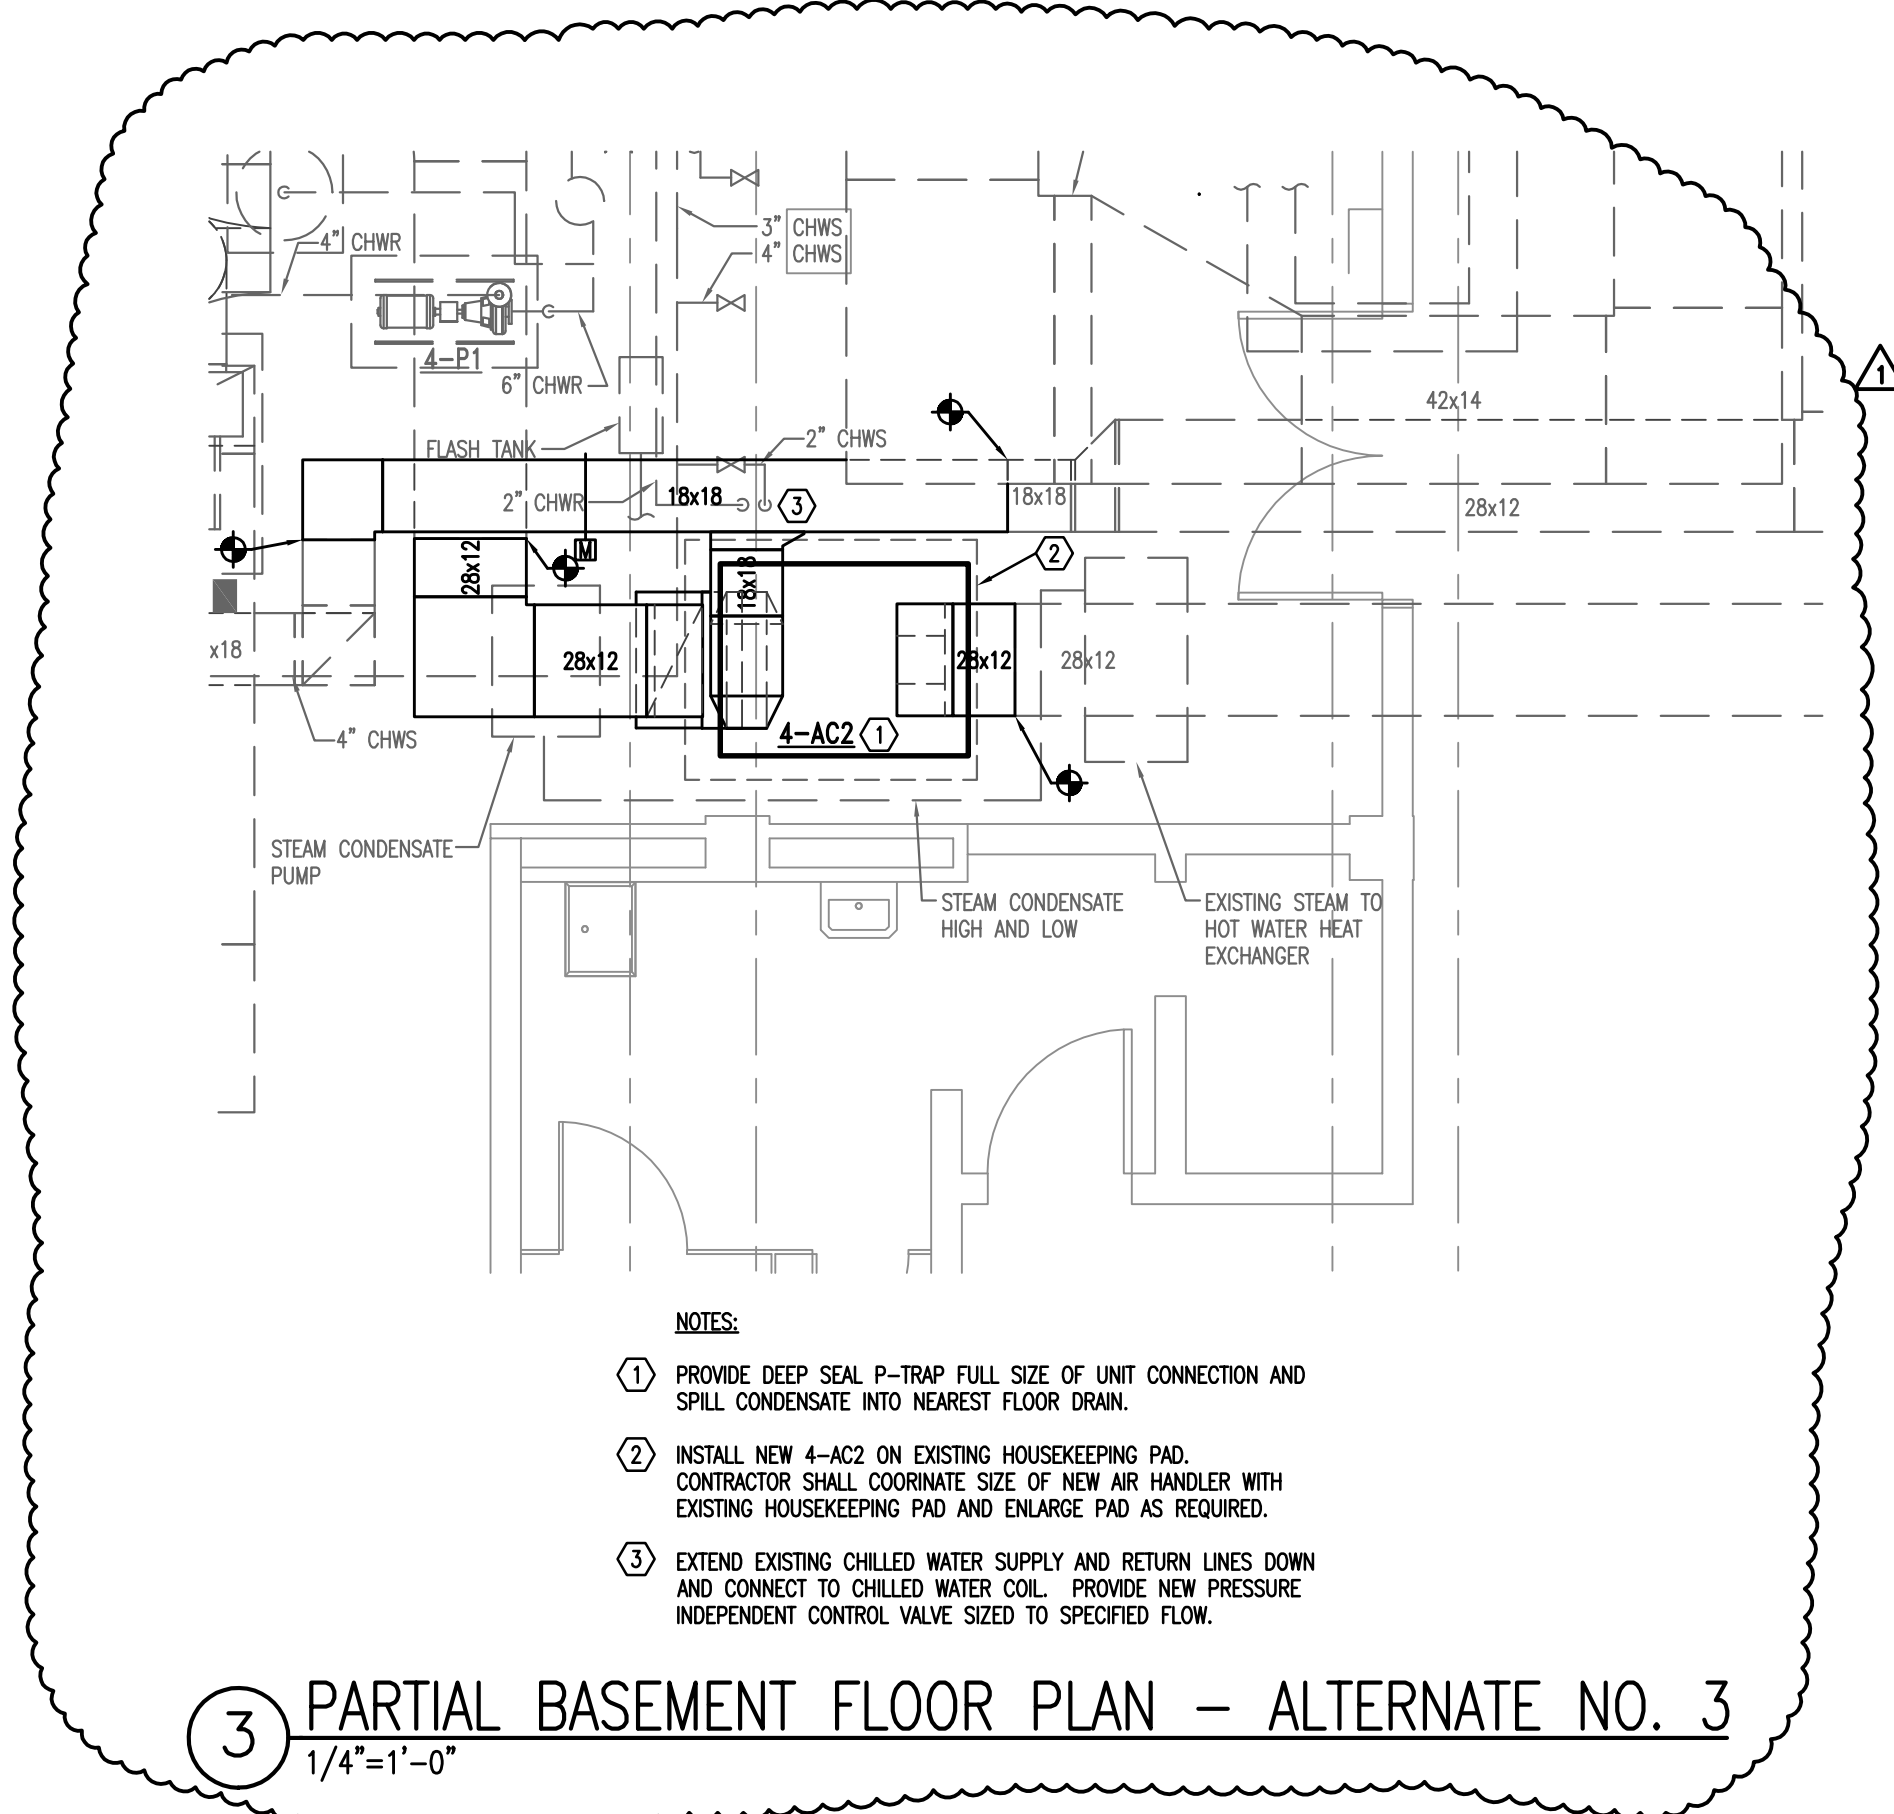 3" CHWS
4" CHWR
4" CHWS
1
4-P1
6" CHWR
42x14
FLASH TANK
2" CHWS
2" CHWR
18x18
3
18x18
28x12
M
28x12
2
18x18
x18
28x12
28x12
28x12
4-AC2
1
4" CHWS
STEAM CONDENSATE
PUMP
STEAM CONDENSATE
HIGH AND LOW
EXISTING STEAM TO
HOT WATER HEAT
EXCHANGER
NOTES:
1 PROVIDE DEEP SEAL P-TRAP FULL SIZE OF UNIT CONNECTION AND
SPILL CONDENSATE INTO NEAREST FLOOR DRAIN.
2 INSTALL NEW 4-AC2 ON EXISTING HOUSEKEEPING PAD.
CONTRACTOR SHALL COORINATE SIZE OF NEW AIR HANDLER WITH
EXISTING HOUSEKEEPING PAD AND ENLARGE PAD AS REQUIRED.
3 EXTEND EXISTING CHILLED WATER SUPPLY AND RETURN LINES DOWN
AND CONNECT TO CHILLED WATER COIL. PROVIDE NEW PRESSURE
INDEPENDENT CONTROL VALVE SIZED TO SPECIFIED FLOW.
3 PARTIAL BASEMENT FLOOR PLAN - ALTERNATE NO. 3
1/4"=1'-0"